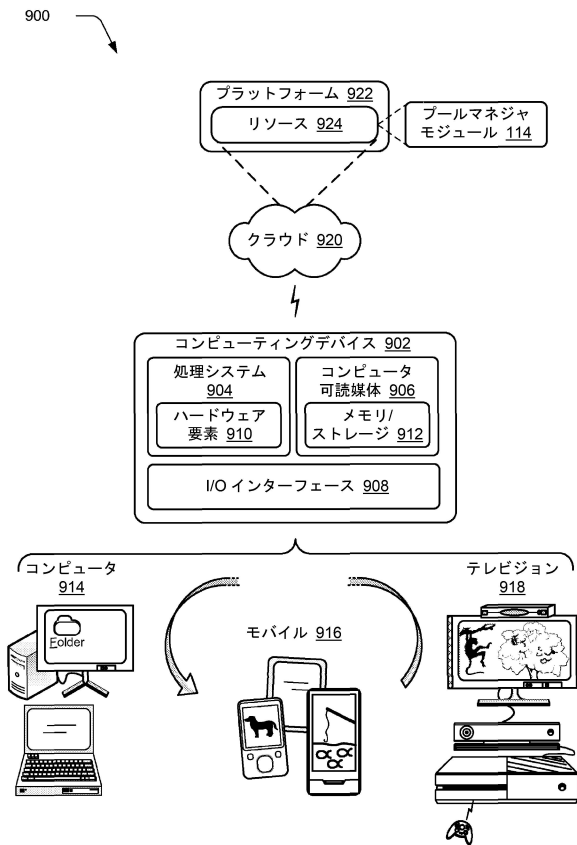 900
プラットフォーム 922
リソース 924
プールマネジャ
モジュール 114
クラウド 920
コンピューティングデバイス 902
処理システム
904
コンピュータ
可読媒体 906
ハードウェア
要素 910
メモリ/
ストレージ 912
I/O インターフェース 908
コンピュータ
914
テレビジョン
918
Folder
モバイル 916